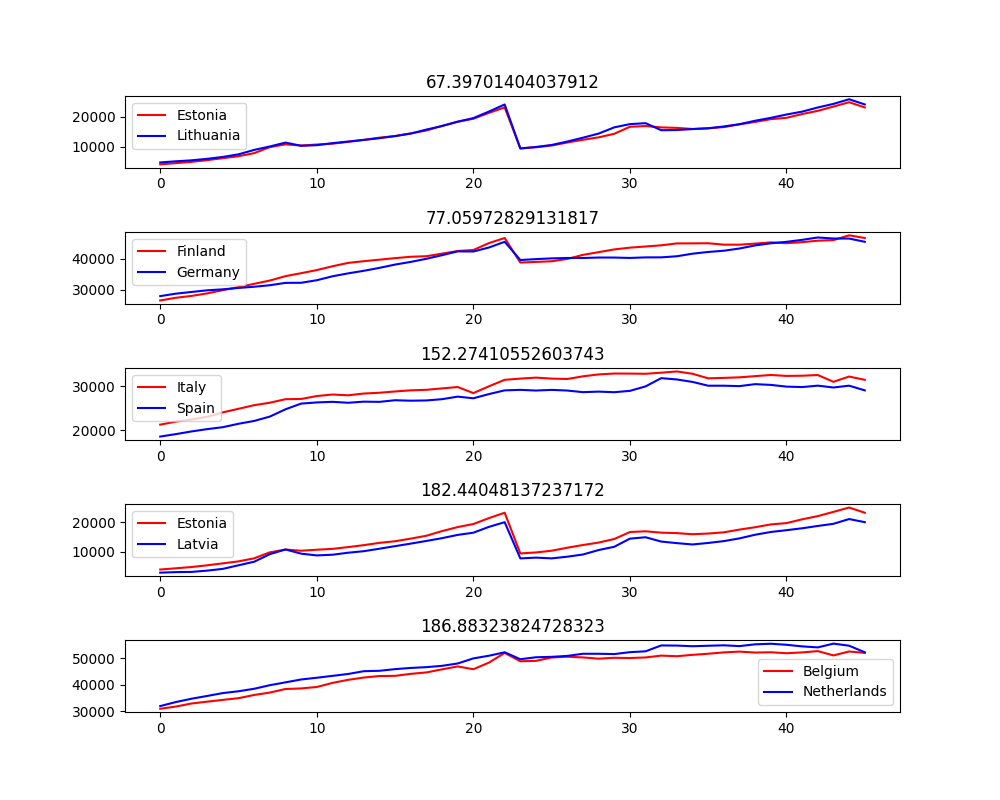 67.39701404037912
20000
10000
Estonia
Lithuania
0 10 20 30 40
77.05972829131817
40000
30000
Finland
Germany
0 10 20 30 40
152.27410552603743
30000
20000
Italy
Spain
0 10 20 30 40
182.44048137237172
20000
10000
Estonia
Latvia
0 10 20 30 40
186.88323824728323
50000
40000
30000
Belgium
Netherlands
0 10 20 30 40